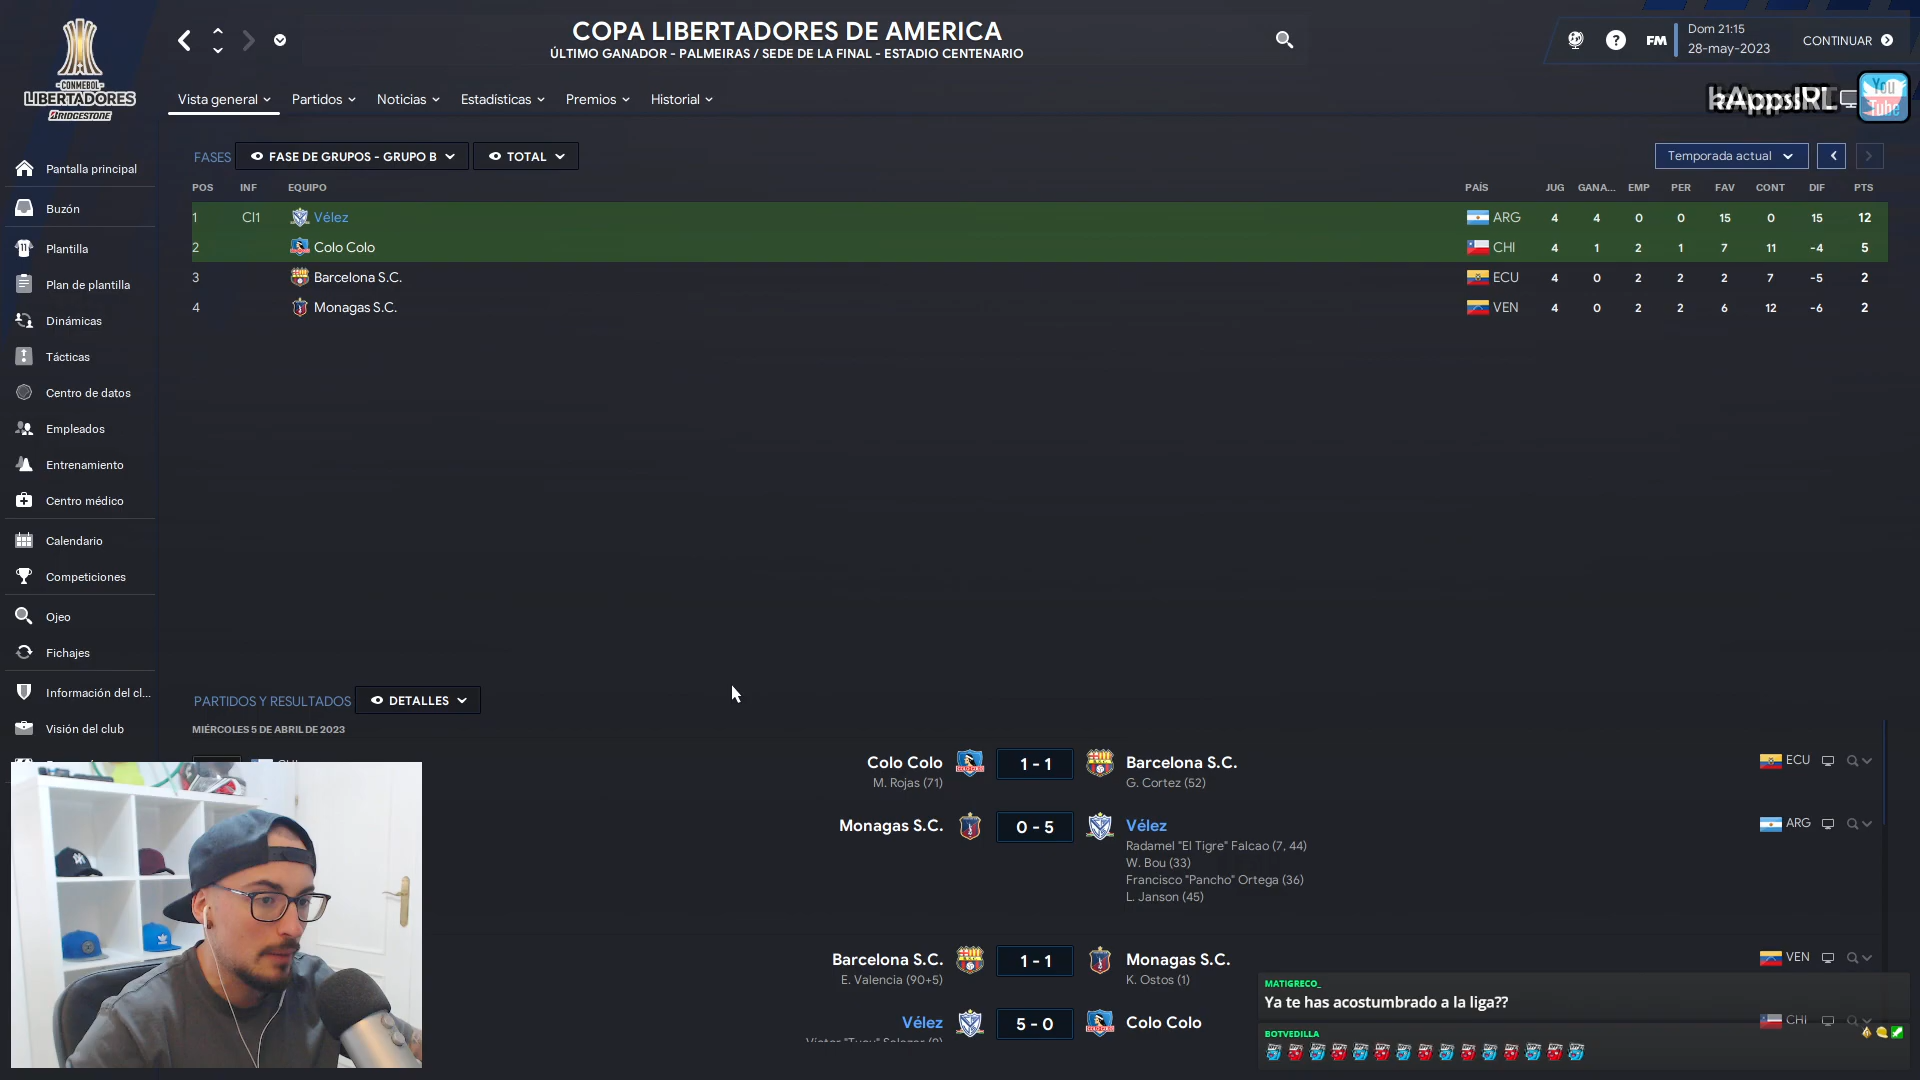 COPA LIBERTADORES DE AMERICA
ÚLTIMO GANADOR - PALMEIRAS / SEDE DE LA FINAL - ESTADIO CENTENARIO
FM
Dom 21:15
28-may-2023
CONTINUAR
CONMEBOL
LIBERTADORES
BRIDGESTONE
Vista general
Partidos
Noticias
Estadísticas
Premios
Historial
You
Tube
FASES
FASE DE GRUPOS - GRUPO B
TOTAL
Temporada actual
POS INF EQUIPO PAÍS JUG GANA... EMP PER FAV CONT DIF PTS
1 CI1 Vélez ARG 4 4 0 0 15 0 15 12
2 Colo Colo CHI 4 1 2 1 7 11 -4 5
3 Barcelona S.C. ECU 4 0 2 2 2 7 -5 2
4 Monagas S.C. VEN 4 0 2 2 6 12 -6 2
Pantalla principal
Buzón
Plantilla
Plan de plantilla
Dinámicas
Tácticas
Centro de datos
Empleados
Entrenamiento
Centro médico
Calendario
Competiciones
Ojeo
Fichajes
Información del cl...
Visión del club
PARTIDOS Y RESULTADOS
DETALLES
MIÉRCOLES 5 DE ABRIL DE 2023
Colo Colo 1 - 1 Barcelona S.C. ECU
M. Rojas (71) G. Cortez (52)
Monagas S.C. 0 - 5 Vélez ARG
Radamel "El Tigre" Falcao (7, 44)
W. Bou (33)
Francisco "Pancho" Ortega (36)
L. Janson (45)
Barcelona S.C. 1 - 1 Monagas S.C. VEN
E. Valencia (90+5) K. Ostos (1)
Vélez 5 - 0 Colo Colo CHI
MATIGRECO_
Ya te has acostumbrado a la liga??
BOTVEDILLA